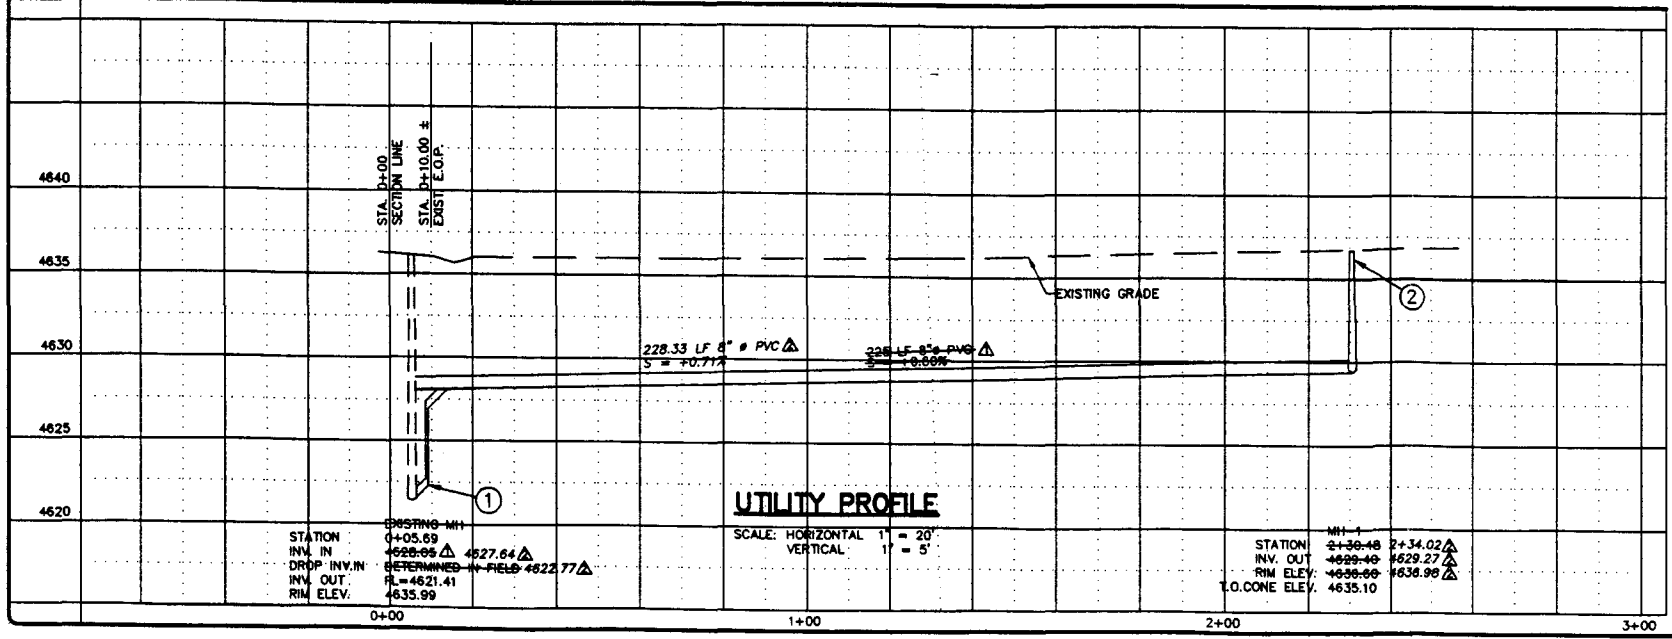 4640
4635
4630
4625
4620
STA. 0+00
SECTION LINE
STA. 0+10.00 ±
EXIST. E.O.P.
EXISTING GRADE
2
228.33 LF 8" ø PVC
S = +0.71%
225 LF 8"ø PVC
S = +0.60%
1
UTILITY PROFILE
SCALE: HORIZONTAL 1" = 20'
VERTICAL 1" = 5'
EXISTING MH
STATION 0+05.69
INV. IN 4628.05 4627.64
DROP INV.IN DETERMINED IN FIELD 4622.77
INV. OUT FL=4621.41
RIM ELEV. 4635.99
MH-1
STATION 2+30.48 2+34.02
INV. OUT 4629.40 4629.27
RIM ELEV. 4636.98
T.O.CONE ELEV. 4635.10
0+00
1+00
2+00
3+00